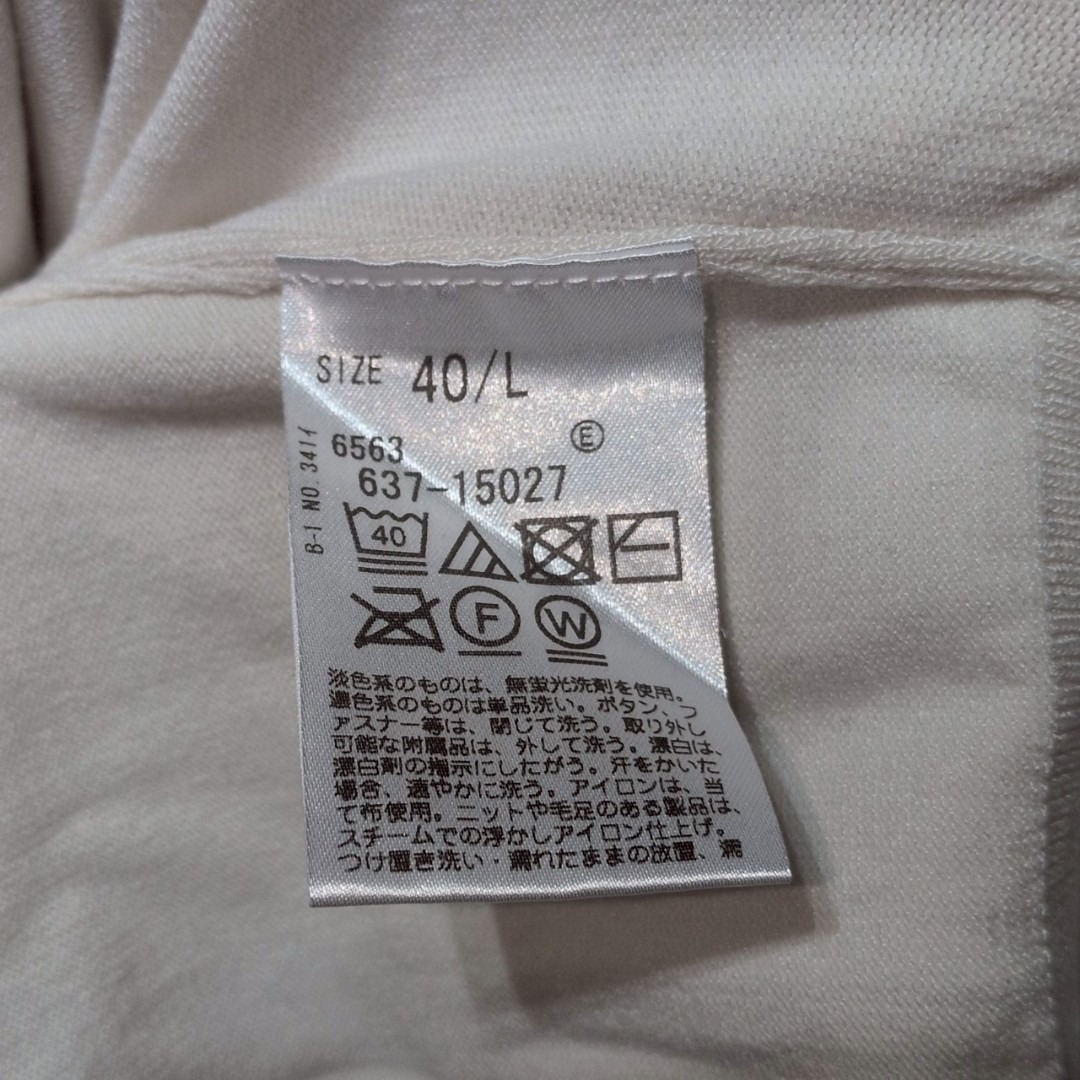 SIZE 40/L
Ⓔ
6563
637-15027
B-1 NO.341イ
40
F W
淡色系のものは、無蛍光洗剤を使用。
濃色系のものは単品洗い。ボタン、フ
ァスナー等は、閉じて洗う。取り外し
可能な附属品は、外して洗う。漂白は、
漂白剤の指示にしたがう。汗をかいた
場合、速やかに洗う。アイロンは、当
て布使用。ニットや毛足のある製品は、
スチームでの浮かしアイロン仕上げ。
つけ置き洗い・濡れたままの放置、濡